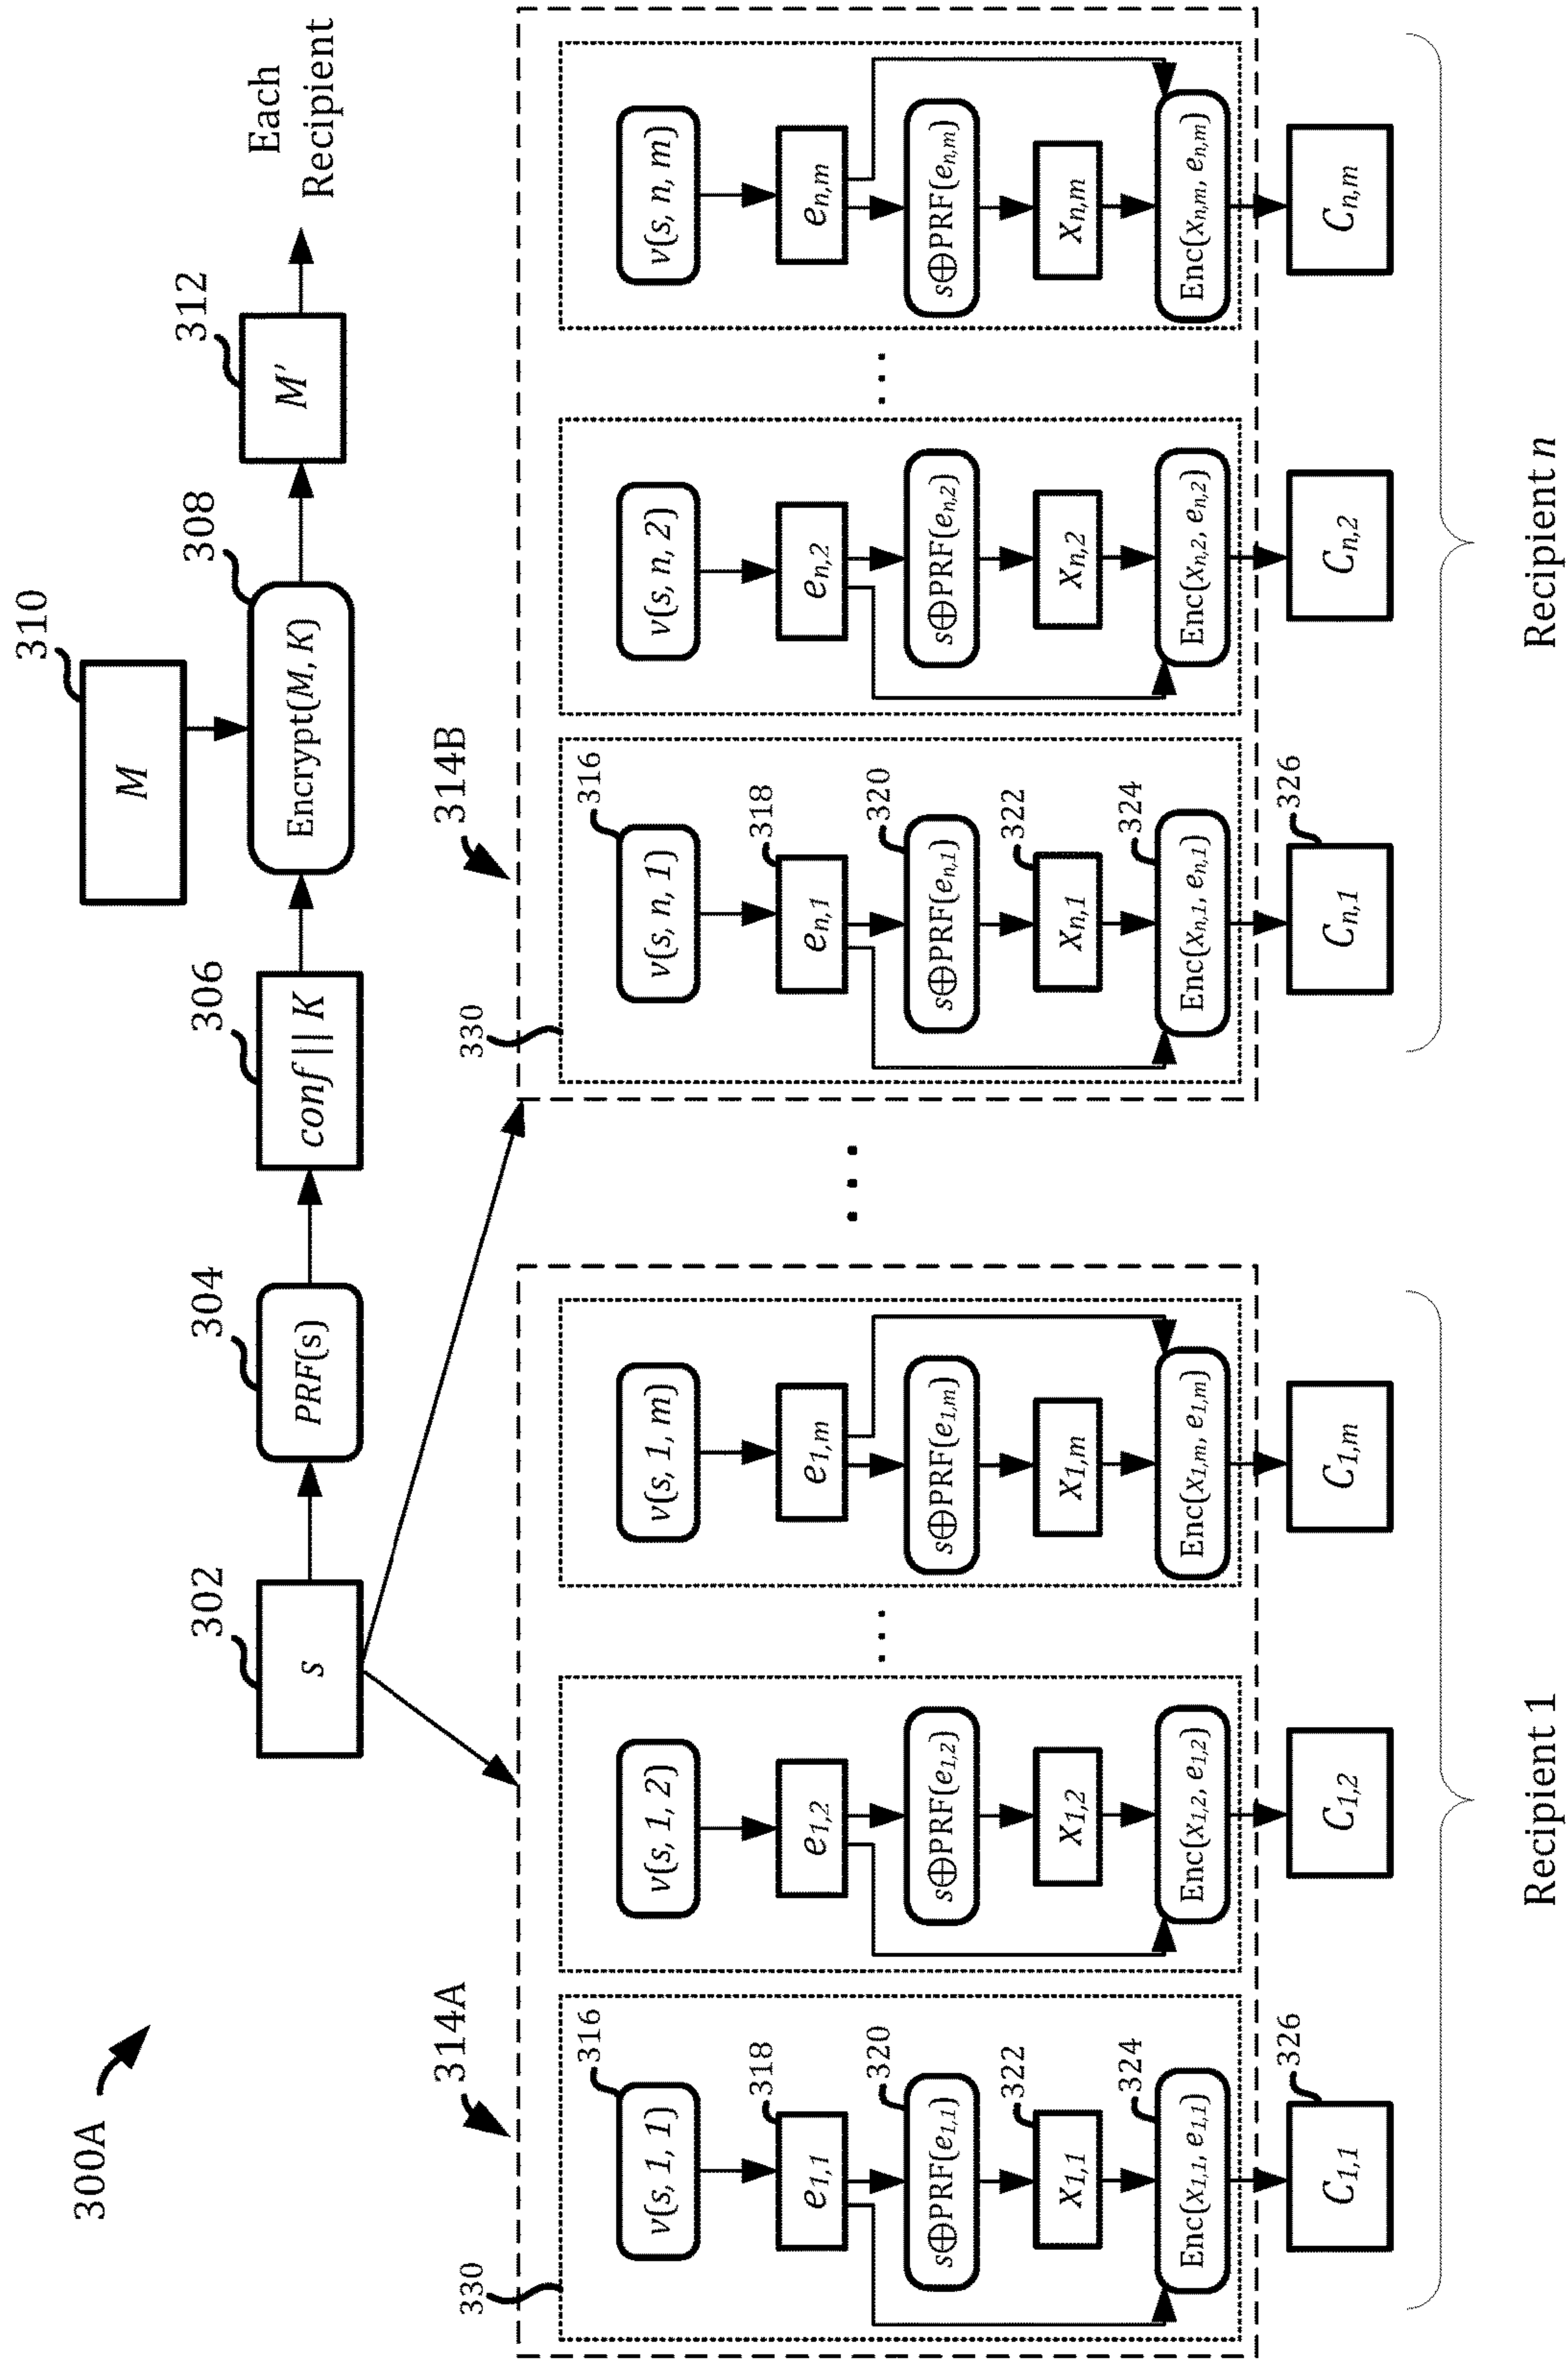 300A
302
304
306
308
310
312
s
PRF(s)
conf || K
Encrypt(M, K)
M
M′
Each
Recipient
314A
330
316
v(s, 1, 1)
318
e1,1
320
s⊕PRF(e1,1)
322
x1,1
324
Enc(x1,1, e1,1)
326
C1,1
v(s, 1, 2)
e1,2
s⊕PRF(e1,2)
x1,2
Enc(x1,2, e1,2)
C1,2
...
v(s, 1, m)
e1,m
s⊕PRF(e1,m)
x1,m
Enc(x1,m, e1,m)
C1,m
Recipient 1
...
314B
330
316
v(s, n, 1)
318
en,1
320
s⊕PRF(en,1)
322
xn,1
324
Enc(xn,1, en,1)
326
Cn,1
v(s, n, 2)
en,2
s⊕PRF(en,2)
xn,2
Enc(xn,2, en,2)
Cn,2
...
v(s, n, m)
en,m
s⊕PRF(en,m)
xn,m
Enc(xn,m, en,m)
Cn,m
Recipient n